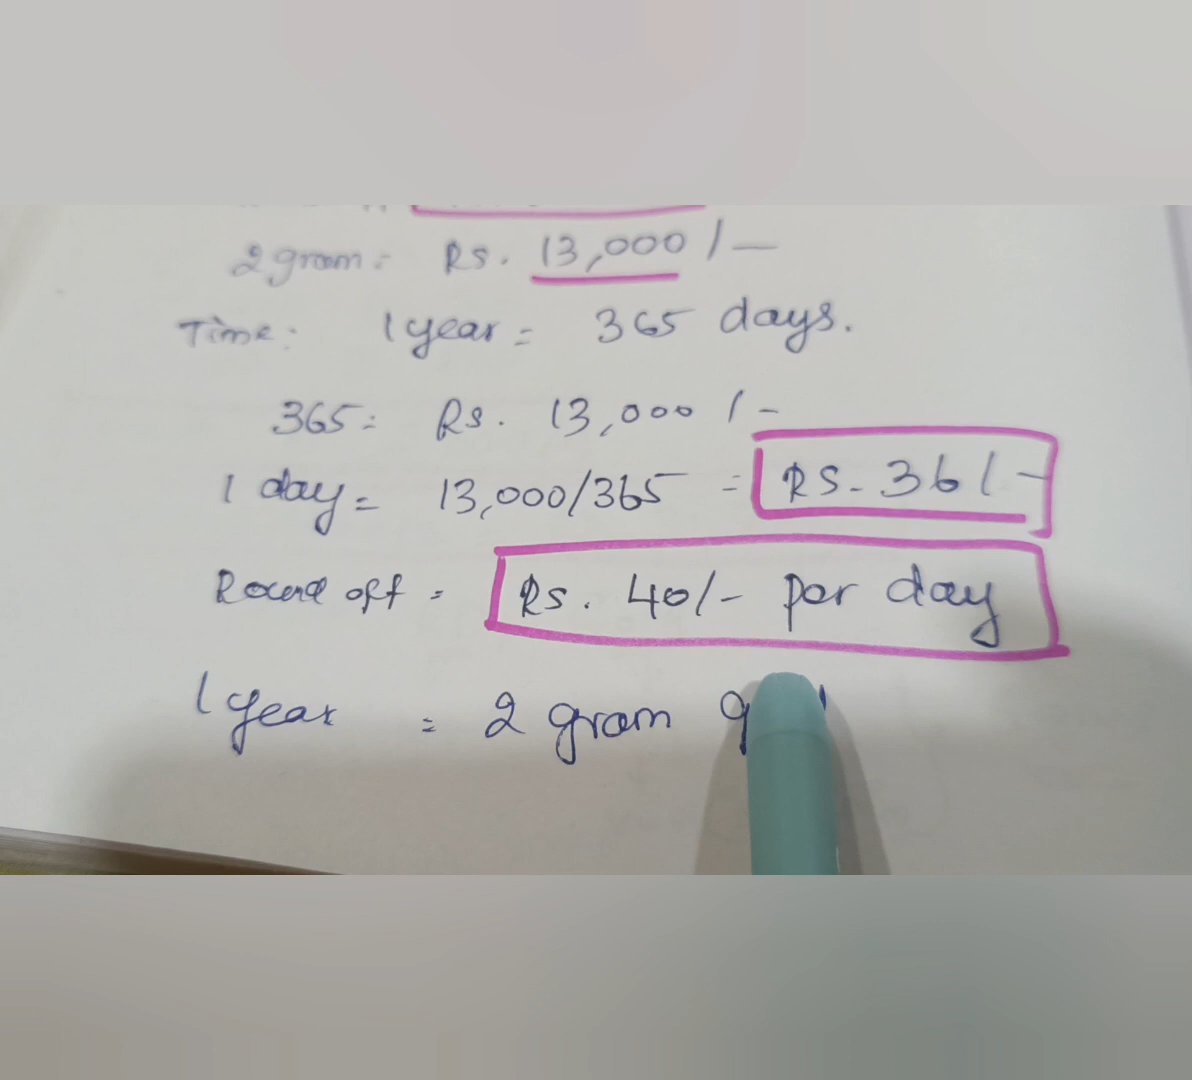 2 gram: Rs. 13,000/-
Time: 1 year = 365 days.
365 = Rs. 13,000/-
1 day = 13,000/365 = Rs. 36/-
Round off = Rs. 40/- per day
1 year = 2 gram